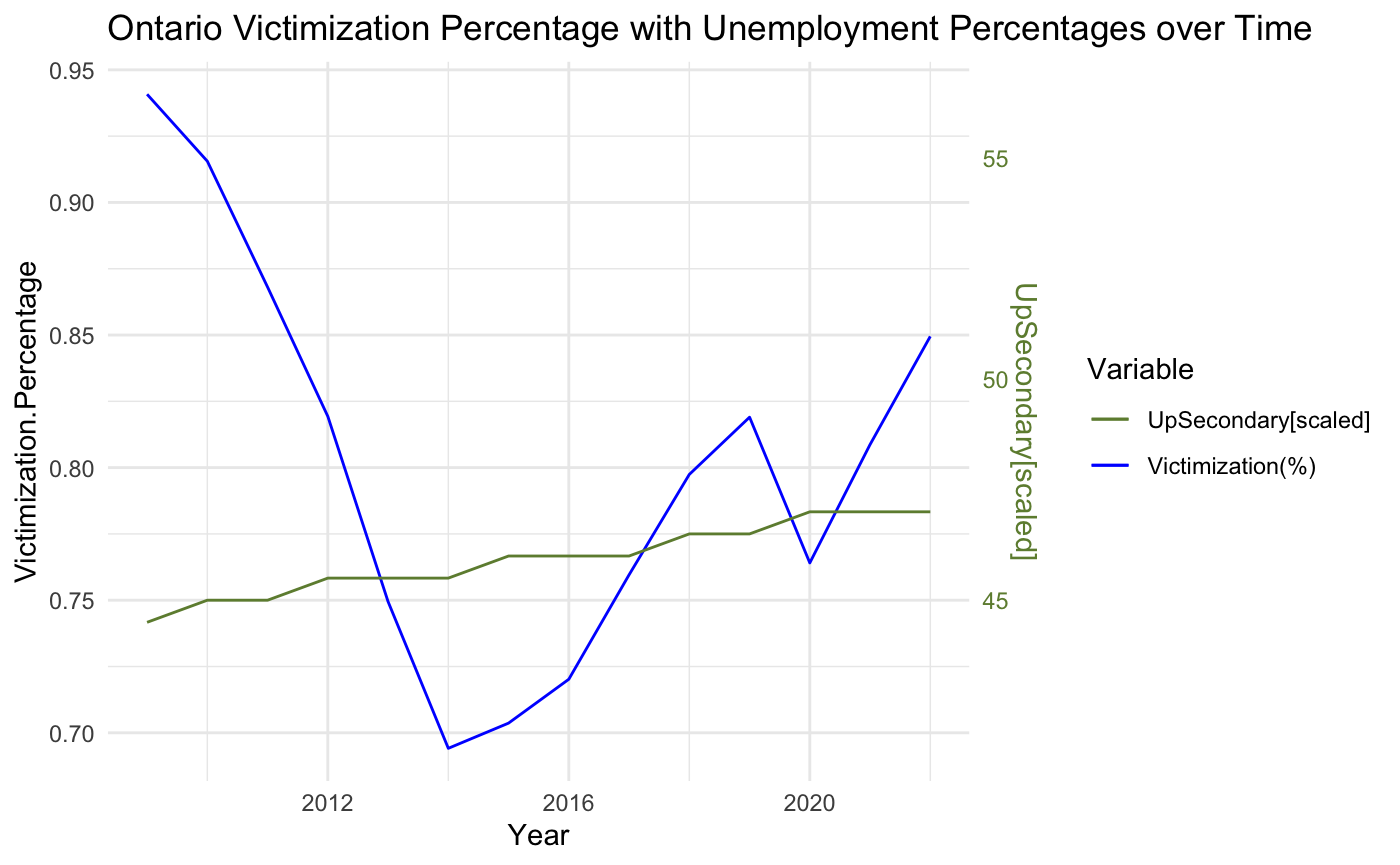 Ontario Victimization Percentage with Unemployment Percentages over Time
Victimization.Percentage
0.95
0.90
0.85
0.80
0.75
0.70
2012
2016
2020
Year
55
50
45
UpSecondary[scaled]
Variable
UpSecondary[scaled]
Victimization(%)